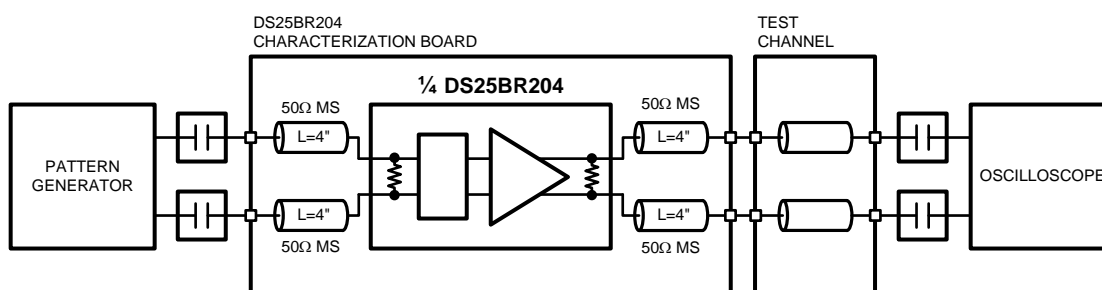 DS25BR204
CHARACTERIZATION BOARD
TEST
CHANNEL
¼ DS25BR204
50Ω MS
50Ω MS
L=4"
L=4"
PATTERN
GENERATOR
OSCILLOSCOPE
L=4"
L=4"
50Ω MS
50Ω MS